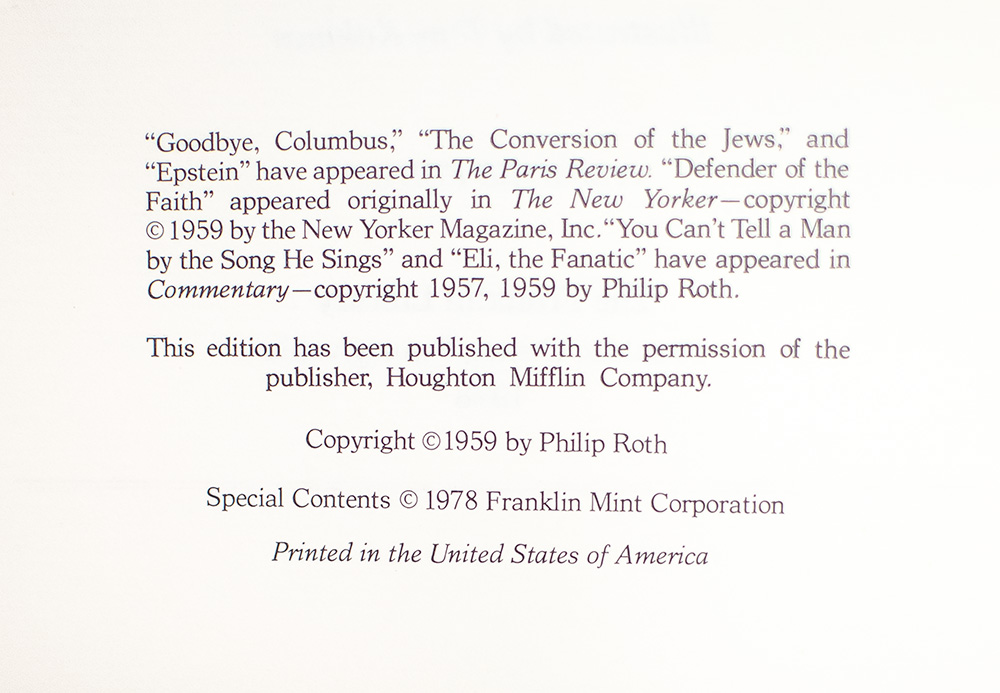 “Goodbye, Columbus,” “The Conversion of the Jews,” and
“Epstein” have appeared in The Paris Review. “Defender of the
Faith” appeared originally in The New Yorker—copyright
© 1959 by the New Yorker Magazine, Inc. “You Can’t Tell a Man
by the Song He Sings” and “Eli, the Fanatic” have appeared in
Commentary—copyright 1957, 1959 by Philip Roth.
This edition has been published with the permission of the
publisher, Houghton Mifflin Company.
Copyright © 1959 by Philip Roth
Special Contents © 1978 Franklin Mint Corporation
Printed in the United States of America